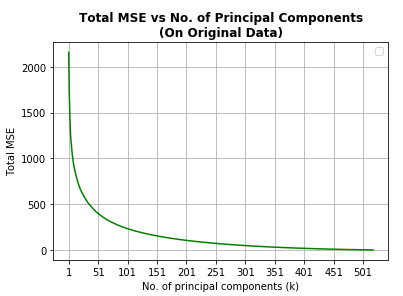 Total MSE vs No. of Principal Components
(On Original Data)
2000
1500
1000
500
0
Total MSE
1 51 101 151 201 251 301 351 401 451 501
No. of principal components (k)